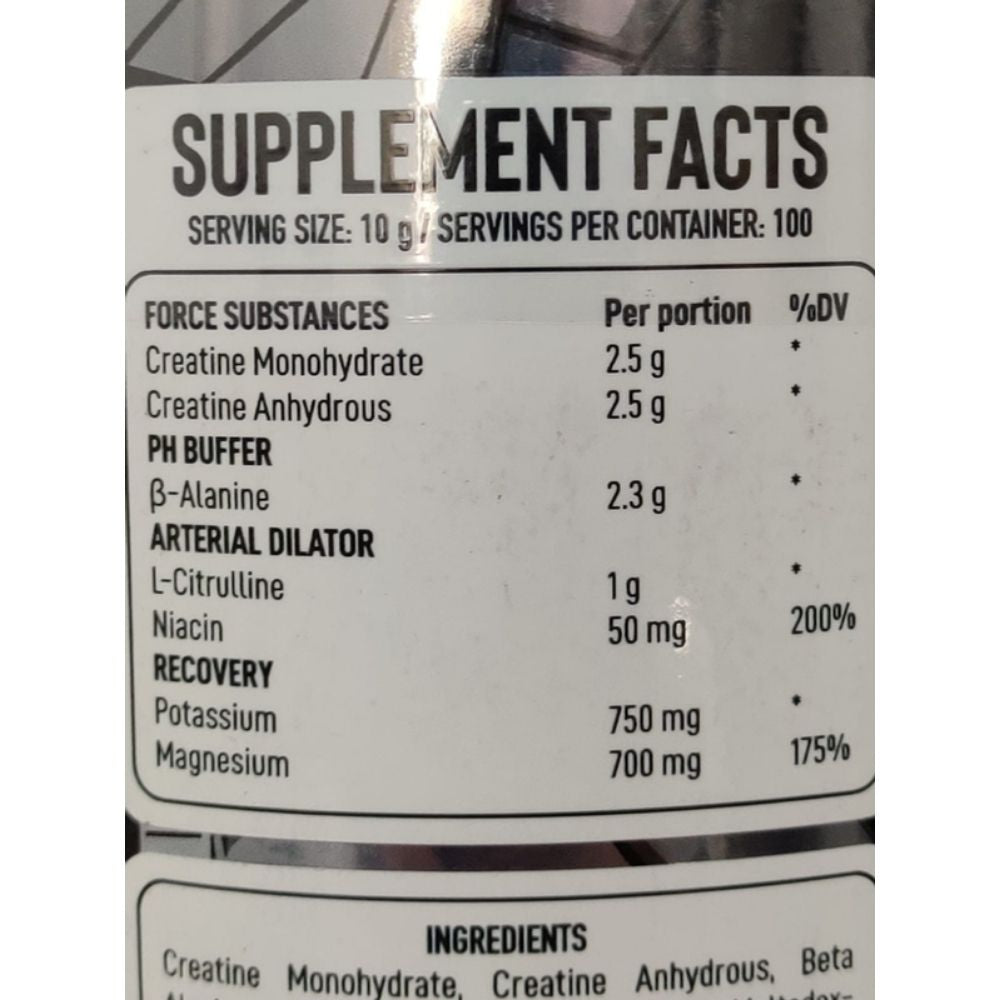 SUPPLEMENT FACTS
SERVING SIZE: 10 g / SERVINGS PER CONTAINER: 100
FORCE SUBSTANCES Per portion %DV
Creatine Monohydrate 2.5 g *
Creatine Anhydrous 2.5 g *
PH BUFFER
β-Alanine 2.3 g *
ARTERIAL DILATOR
L-Citrulline 1 g *
Niacin 50 mg 200%
RECOVERY
Potassium 750 mg *
Magnesium 700 mg 175%
INGREDIENTS
Creatine Monohydrate, Creatine Anhydrous, Beta